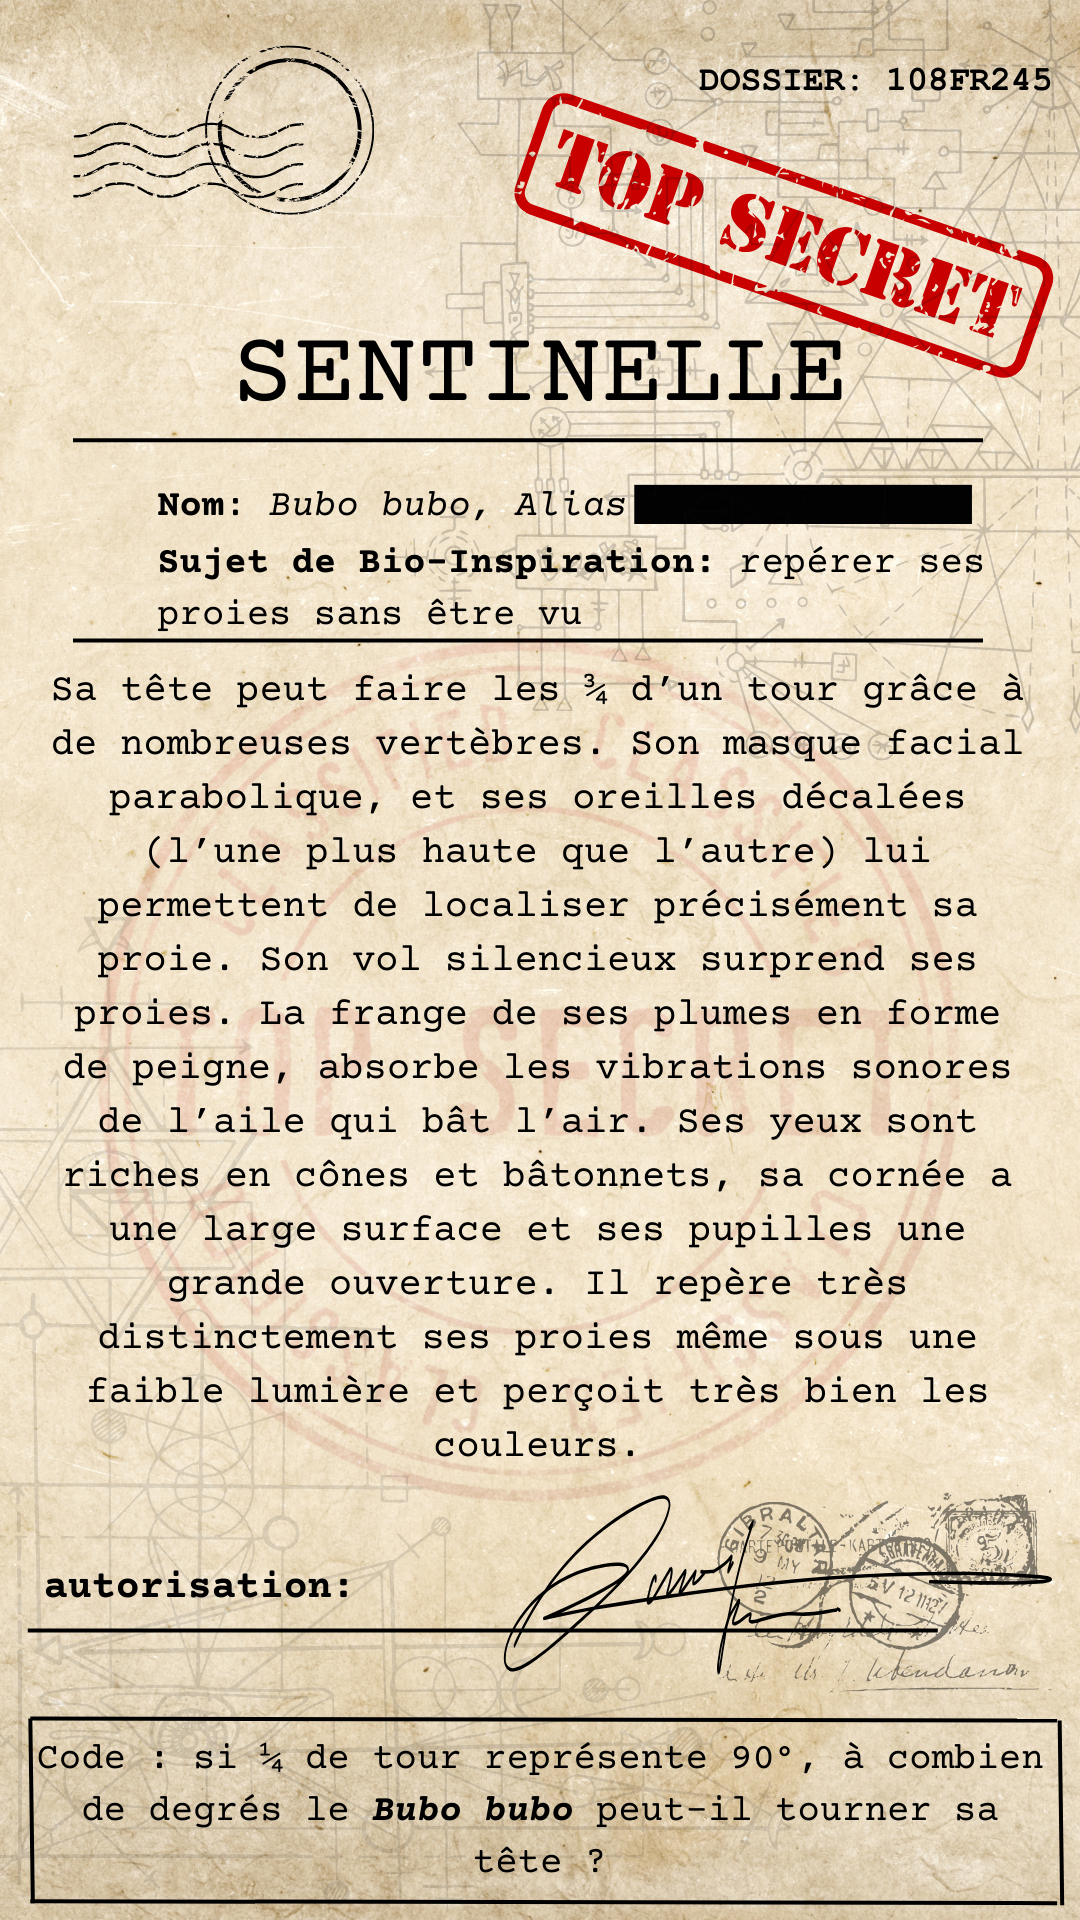 DOSSIER: 108FR245
TOP SECRET
SENTINELLE
Nom: Bubo bubo, Alias
Sujet de Bio-Inspiration: repérer ses
proies sans être vu
Sa tête peut faire les ¾ d’un tour grâce à
de nombreuses vertèbres. Son masque facial
parabolique, et ses oreilles décalées
(l’une plus haute que l’autre) lui
permettent de localiser précisément sa
proie. Son vol silencieux surprend ses
proies. La frange de ses plumes en forme
de peigne, absorbe les vibrations sonores
de l’aile qui bât l’air. Ses yeux sont
riches en cônes et bâtonnets, sa cornée a
une large surface et ses pupilles une
grande ouverture. Il repère très
distinctement ses proies même sous une
faible lumière et perçoit très bien les
couleurs.
TOP SECRET
GIBRALTAR
autorisation:
Code : si ¼ de tour représente 90°, à combien
de degrés le Bubo bubo peut-il tourner sa
tête ?